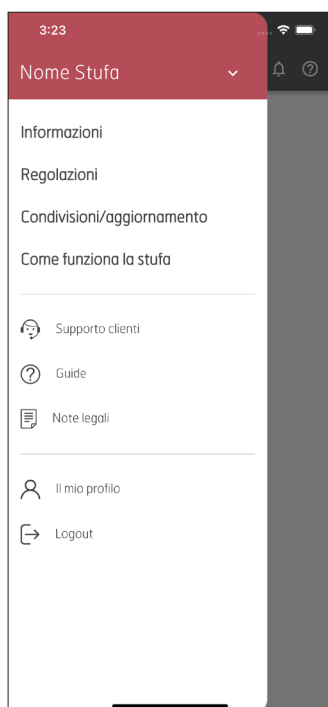 3:23
Nome Stufa
Informazioni
Regolazioni
Condivisioni/aggiornamento
Come funziona la stufa
Supporto clienti
Guide
Note legali
Il mio profilo
Logout